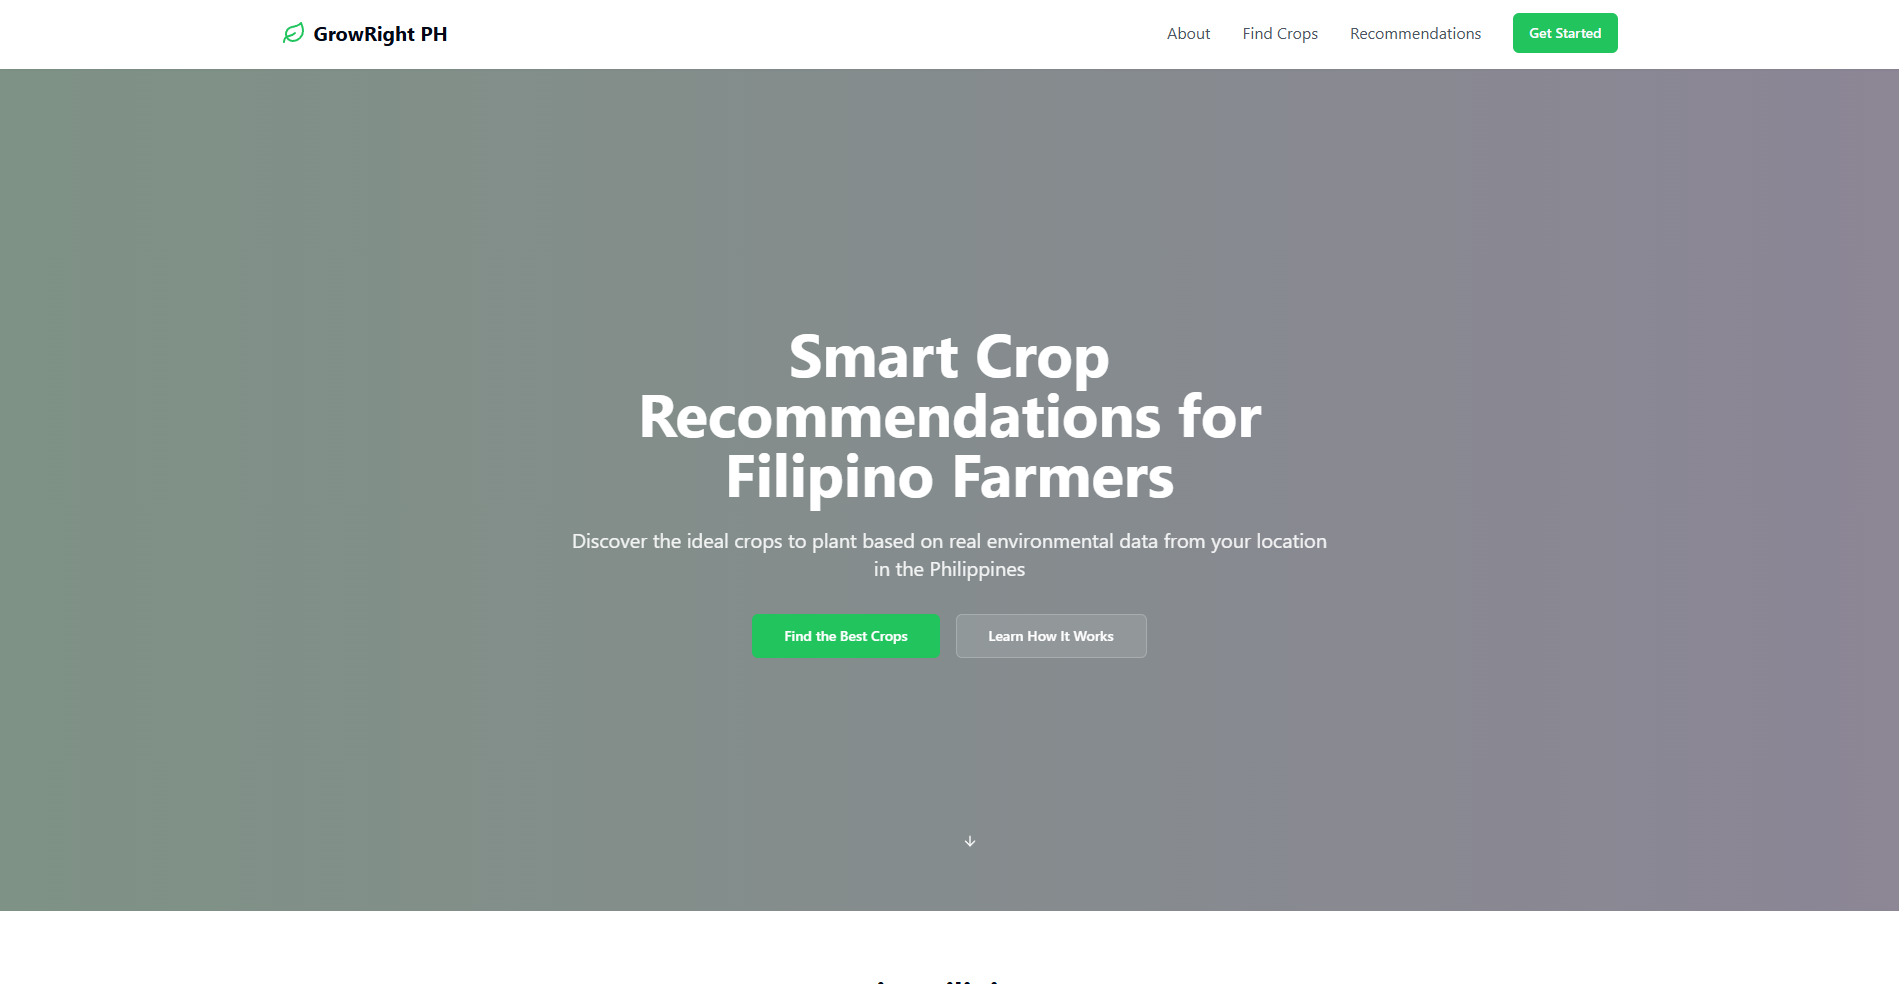 GrowRight PH
About
Find Crops
Recommendations
Get Started
Smart Crop
Recommendations for
Filipino Farmers
Discover the ideal crops to plant based on real environmental data from your location
in the Philippines
Find the Best Crops
Learn How It Works